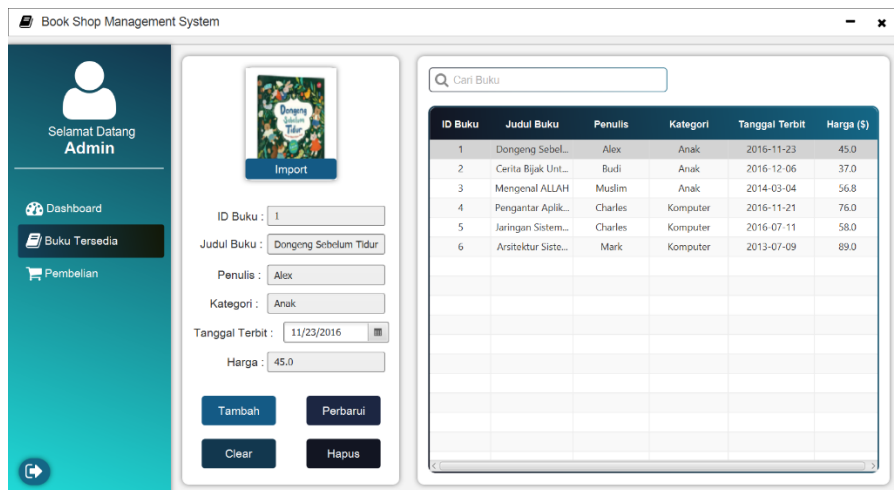 Book Shop Management System
Selamat Datang
Admin
Dashboard
Buku Tersedia
Pembelian
Dongeng
Sebelum
Tidur
Import
ID Buku : 1
Judul Buku : Dongeng Sebelum Tidur
Penulis : Alex
Kategori : Anak
Tanggal Terbit : 11/23/2016
Harga : 45.0
Tambah Perbarui
Clear Hapus
Cari Buku
ID Buku Judul Buku Penulis Kategori Tanggal Terbit Harga ($)
1 Dongeng Sebel... Alex Anak 2016-11-23 45.0
2 Cerita Bijak Unt... Budi Anak 2016-12-06 37.0
3 Mengenal ALLAH Muslim Anak 2014-03-04 56.8
4 Pengantar Aplik... Charles Komputer 2016-11-21 76.0
5 Jaringan Sistem... Charles Komputer 2016-07-11 58.0
6 Arsitektur Siste... Mark Komputer 2013-07-09 89.0